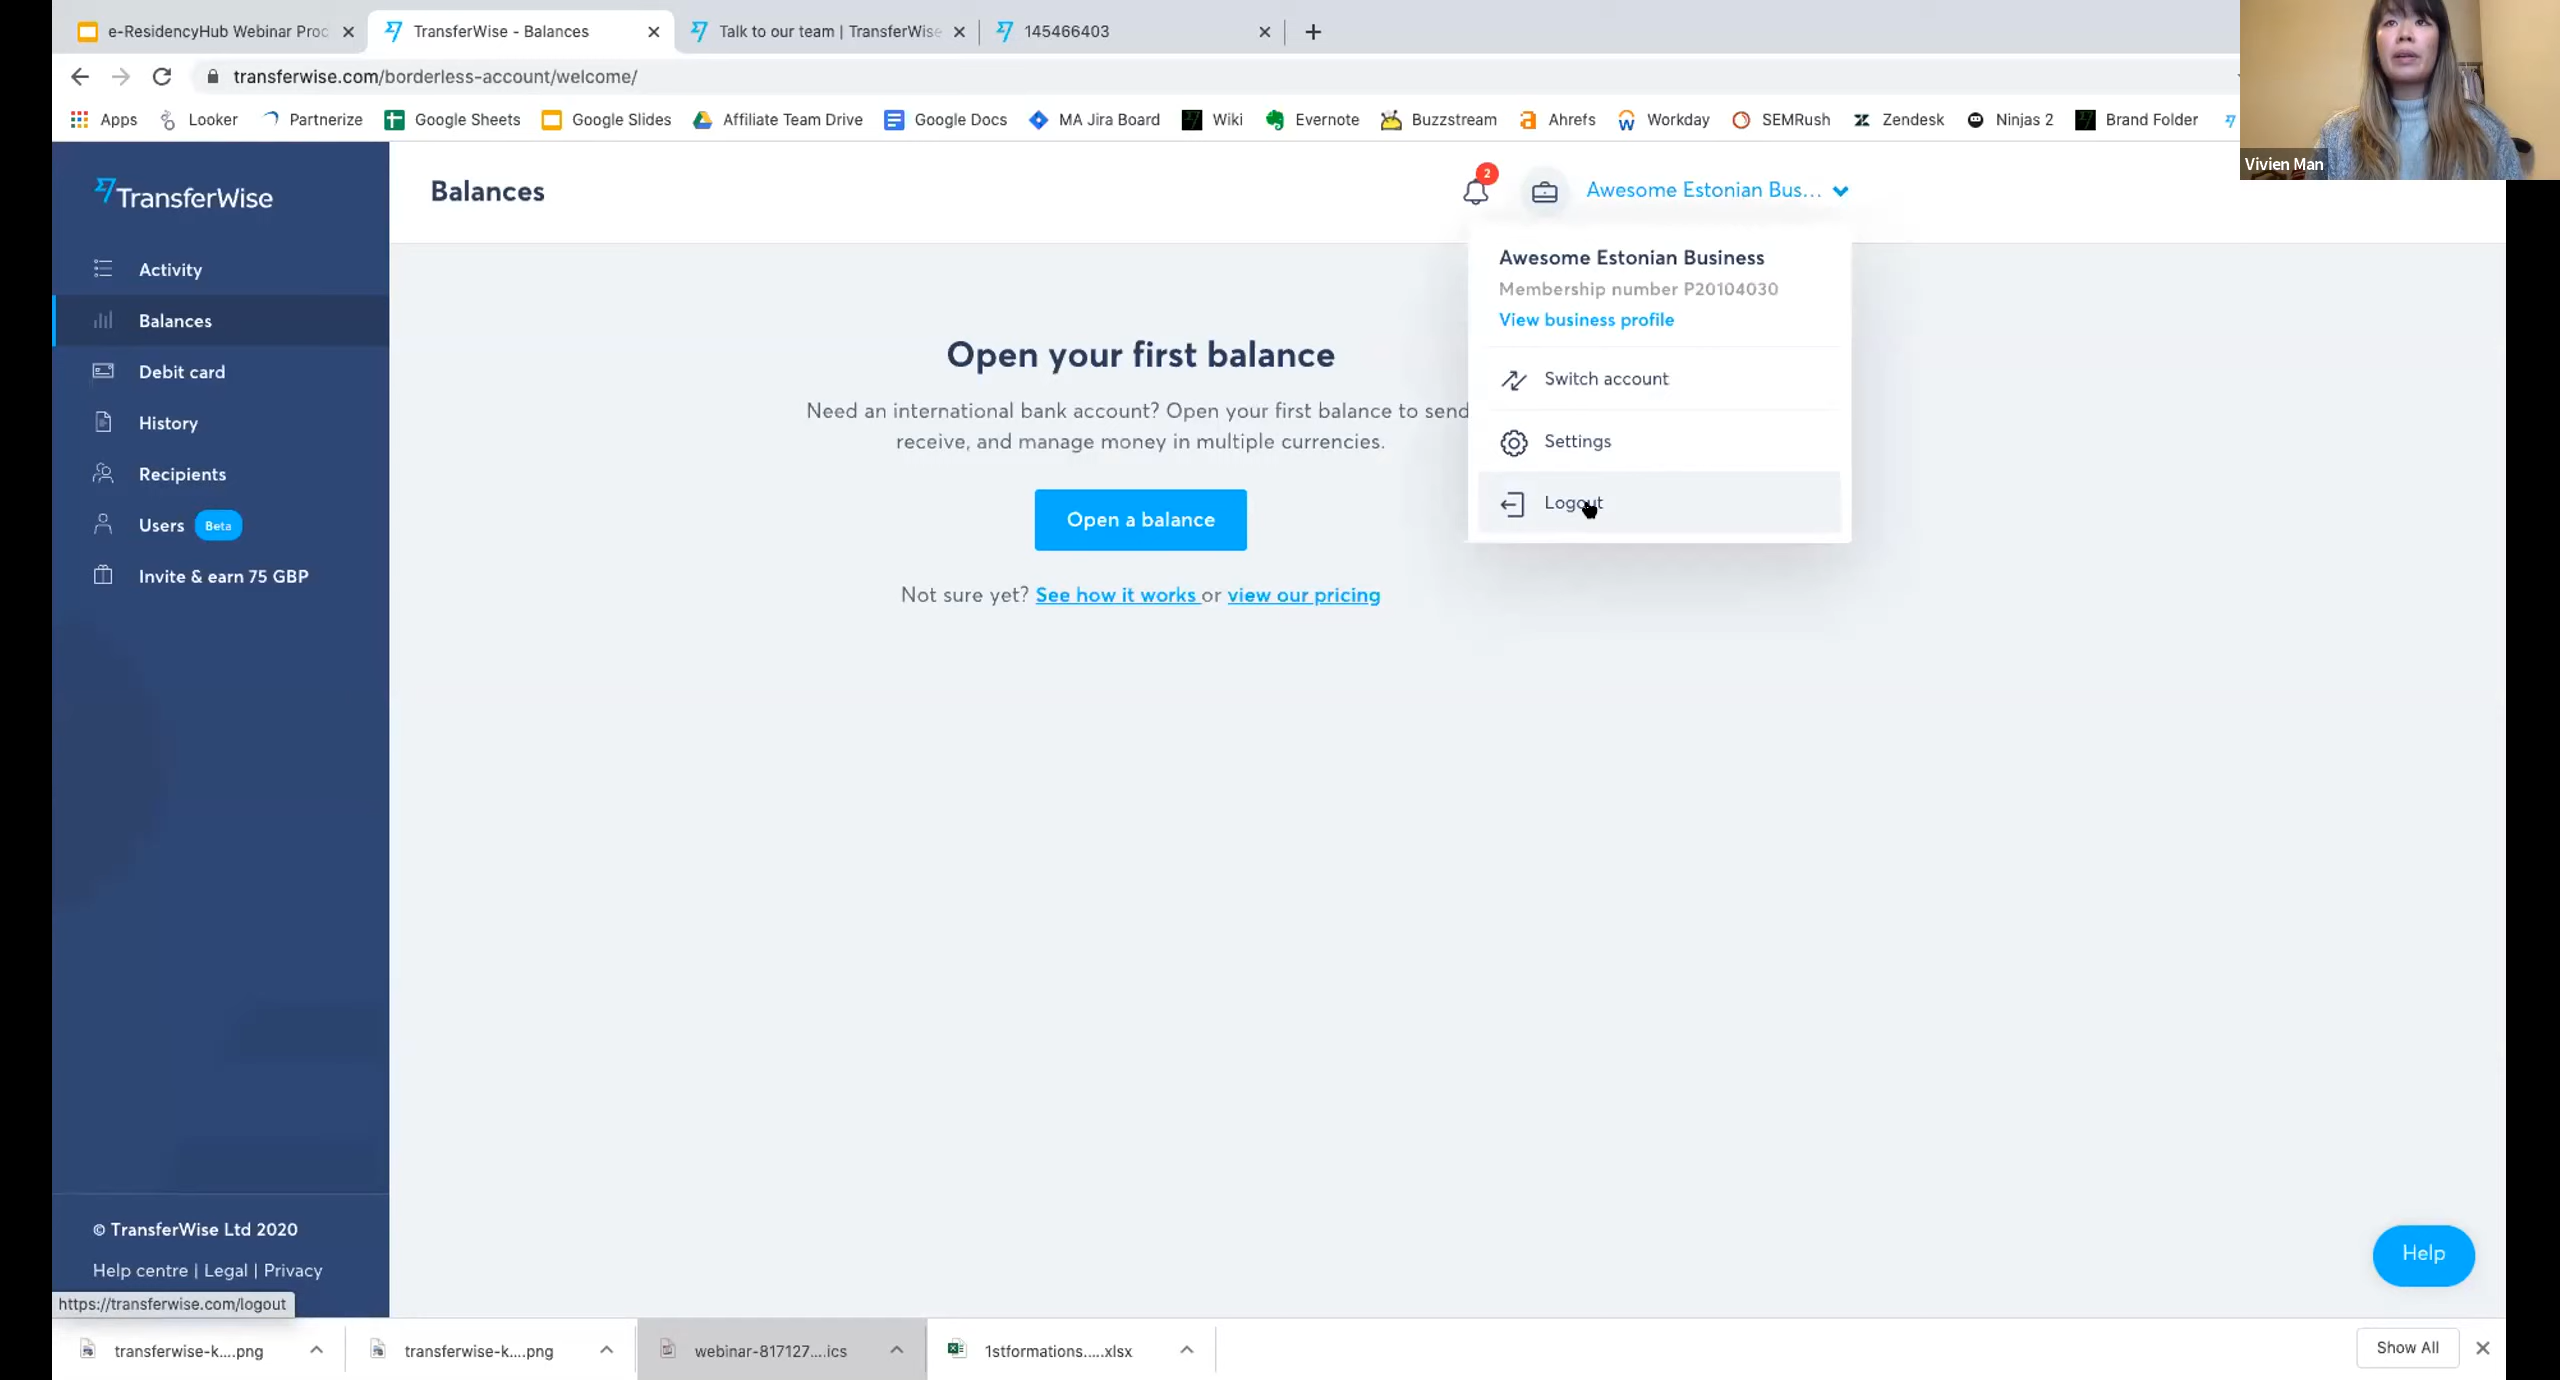 e-ResidencyHub Webinar Proc
TransferWise - Balances
Talk to our team | TransferWise
145466403
transferwise.com/borderless-account/welcome/
Apps
Looker
Partnerize
Google Sheets
Google Slides
Affiliate Team Drive
Google Docs
MA Jira Board
Wiki
Evernote
Buzzstream
Ahrefs
Workday
SEMRush
Zendesk
Ninjas 2
Brand Folder
Vivien Man
TransferWise
Balances
2
Awesome Estonian Bus...
Activity
Balances
Debit card
History
Recipients
Users Beta
Invite & earn 75 GBP
Awesome Estonian Business
Membership number P20104030
View business profile
Switch account
Settings
Logout
Open your first balance
Need an international bank account? Open your first balance to send
receive, and manage money in multiple currencies.
Open a balance
Not sure yet? See how it works or view our pricing
© TransferWise Ltd 2020
Help centre | Legal | Privacy
https://transferwise.com/logout
Help
transferwise-k....png
transferwise-k....png
webinar-817127....ics
1stformations.....xlsx
Show All